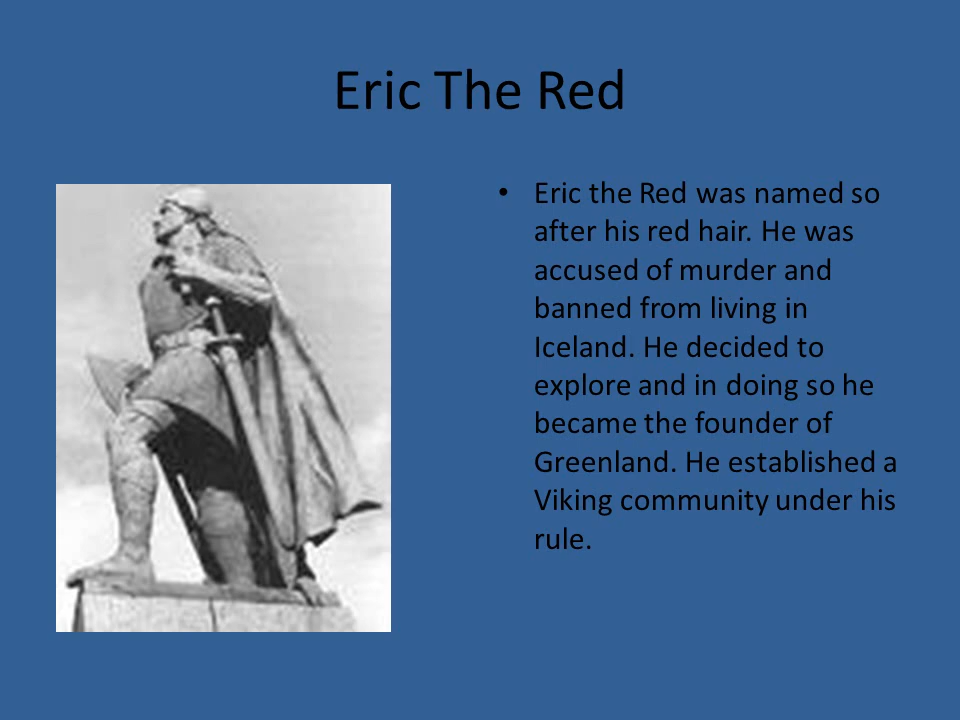 Eric The Red
• Eric the Red was named so
after his red hair. He was
accused of murder and
banned from living in
Iceland. He decided to
explore and in doing so he
became the founder of
Greenland. He established a
Viking community under his
rule.